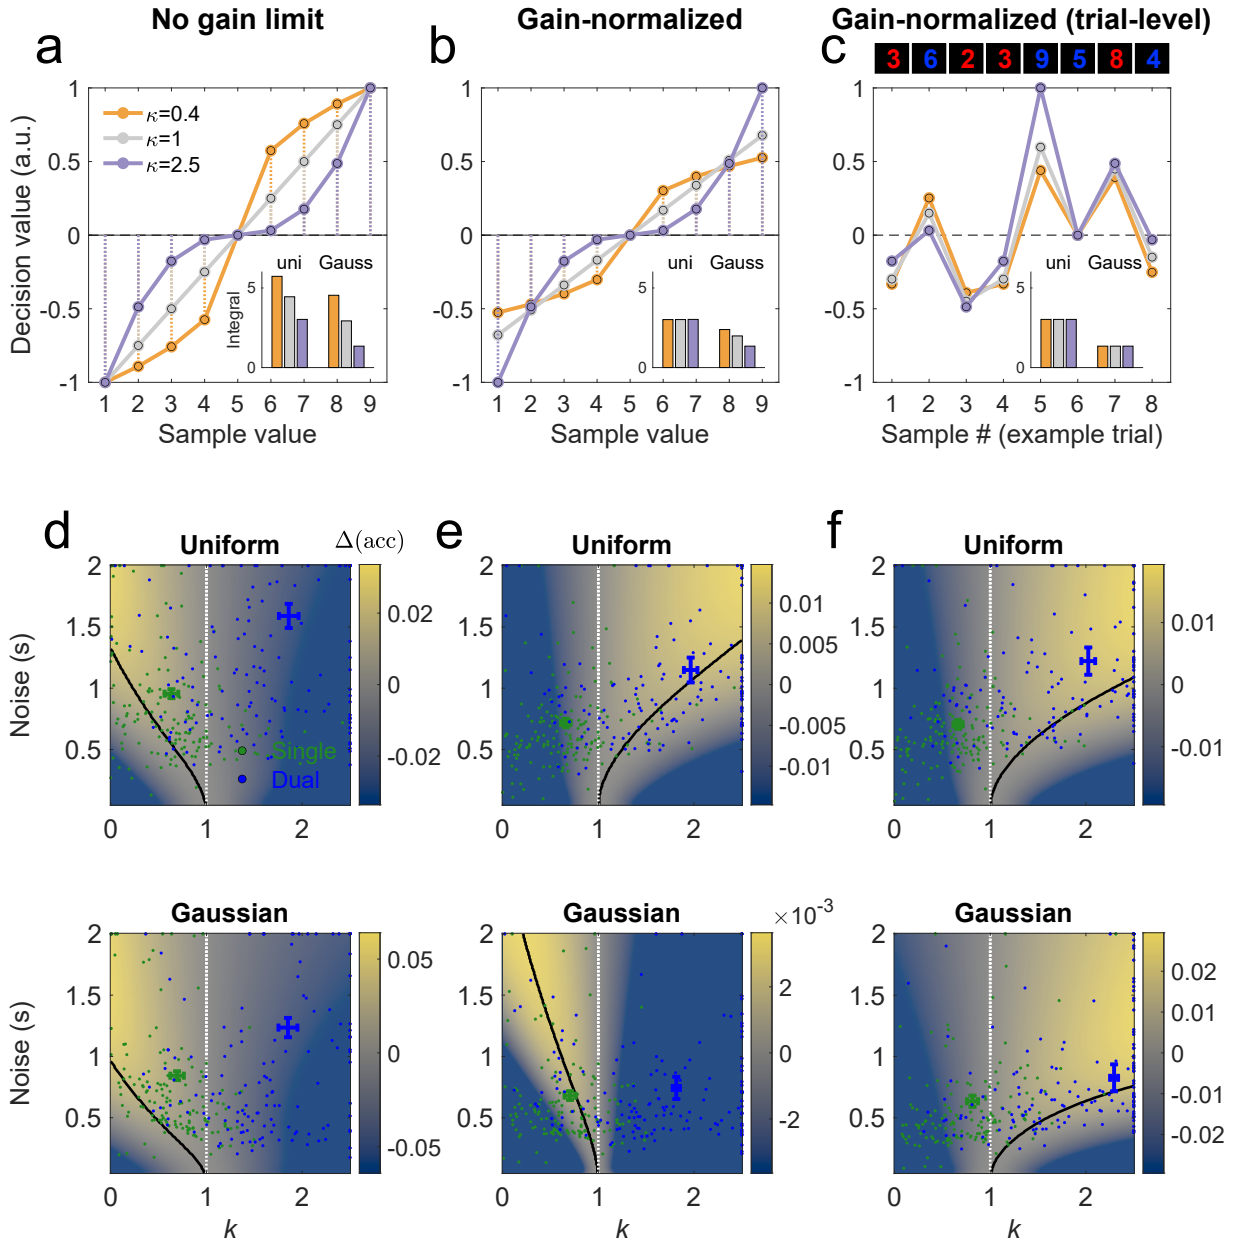 No gain limit
Gain-normalized
Gain-normalized (trial-level)
a
b
c
3 6 2 3 9 5 8 4
Decision value (a.u.)
1
0.5
0
-0.5
-1
κ=0.4
κ=1
κ=2.5
uni Gauss
Integral
5
0
1 2 3 4 5 6 7 8 9
Sample value
1
0.5
0
-0.5
-1
uni Gauss
5
0
1 2 3 4 5 6 7 8 9
Sample value
1
0.5
0
-0.5
-1
uni Gauss
5
0
1 2 3 4 5 6 7 8
Sample # (example trial)
d
Uniform
Δ(acc)
Noise (s)
2
1.5
1
0.5
0 1 2
Single
Dual
0.02
0
-0.02
e
Uniform
2
1.5
1
0.5
0 1 2
0.01
0.005
0
-0.005
-0.01
f
Uniform
2
1.5
1
0.5
0 1 2
0.01
0
-0.01
Gaussian
Noise (s)
2
1.5
1
0.5
0 1 2
k
0.05
0
-0.05
Gaussian
×10-3
2
1.5
1
0.5
0 1 2
k
2
0
-2
Gaussian
2
1.5
1
0.5
0 1 2
k
0.02
0.01
0
-0.01
-0.02